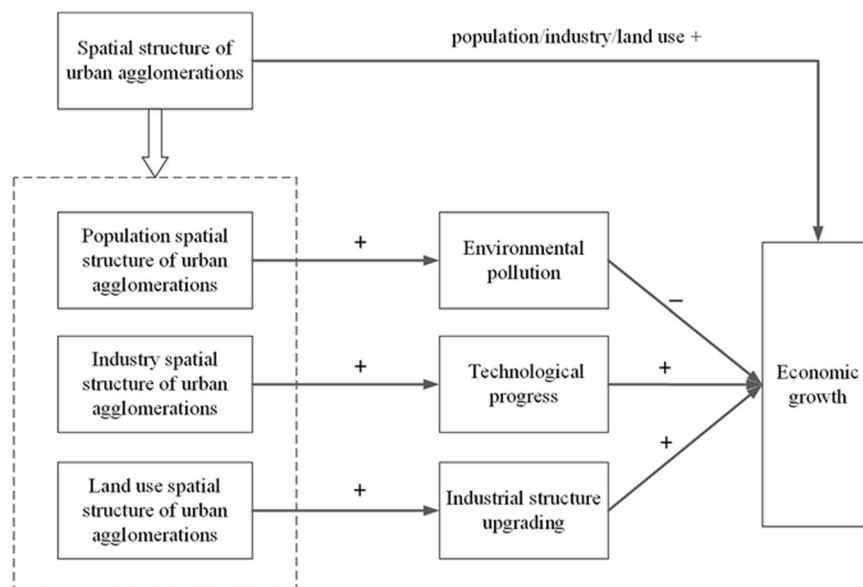 Spatial structure of
urban agglomerations
population/industry/land use +
Population spatial
structure of urban
agglomerations
+
Environmental
pollution
−
Industry spatial
structure of urban
agglomerations
+
Technological
progress
+
Economic
growth
Land use spatial
structure of urban
agglomerations
+
Industrial structure
upgrading
+